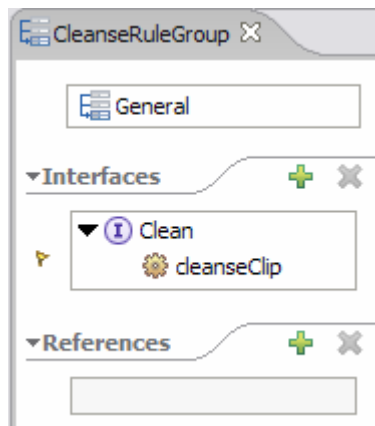 CleanseRuleGroup
General
Interfaces
I Clean
cleanseClip
References